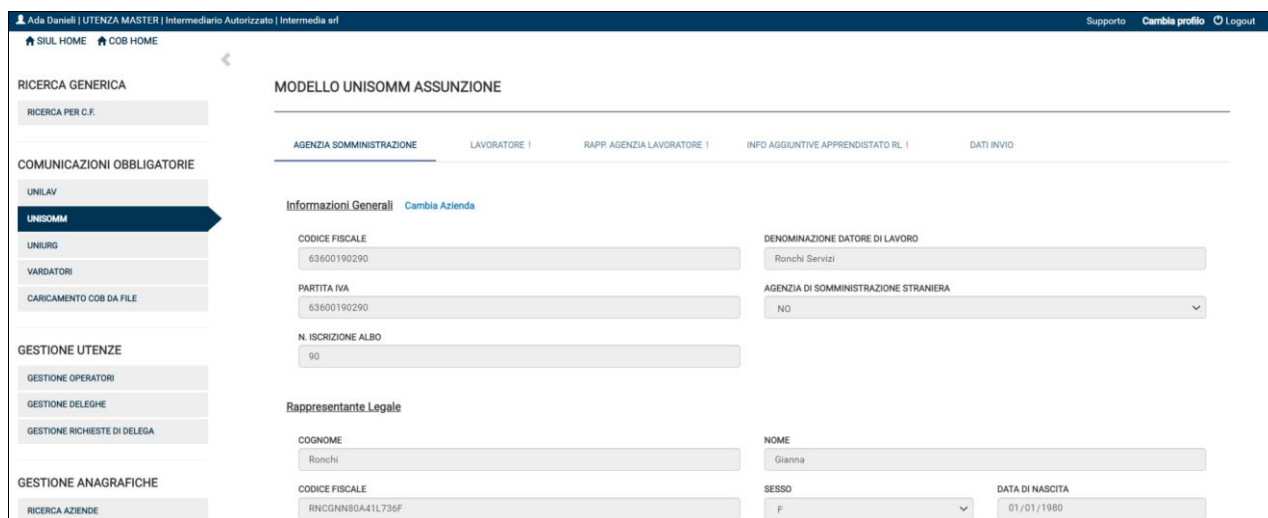 Ada Danieli | UTENZA MASTER | Intermediario Autorizzato | Intermedia srl
Supporto Cambia profilo Logout
SIUL HOME COB HOME
RICERCA GENERICA
RICERCA PER C.F.
COMUNICAZIONI OBBLIGATORIE
UNILAV
UNISOMM
UNIURG
VARDATORI
CARICAMENTO COB DA FILE
GESTIONE UTENZE
GESTIONE OPERATORI
GESTIONE DELEGHE
GESTIONE RICHIESTE DI DELEGA
GESTIONE ANAGRAFICHE
RICERCA AZIENDE
MODELLO UNISOMM ASSUNZIONE
AGENZIA SOMMINISTRAZIONE LAVORATORE ! RAPP. AGENZIA LAVORATORE ! INFO AGGIUNTIVE APPRENDISTATO RL ! DATI INVIO
Informazioni Generali Cambia Azienda
CODICE FISCALE DENOMINAZIONE DATORE DI LAVORO
63600190290 Ronchi Servizi
PARTITA IVA AGENZIA DI SOMMINISTRAZIONE STRANIERA
63600190290 NO
N. ISCRIZIONE ALBO
90
Rappresentante Legale
COGNOME NOME
Ronchi Gianna
CODICE FISCALE SESSO DATA DI NASCITA
RNCGNN80A41L736F F 01/01/1980